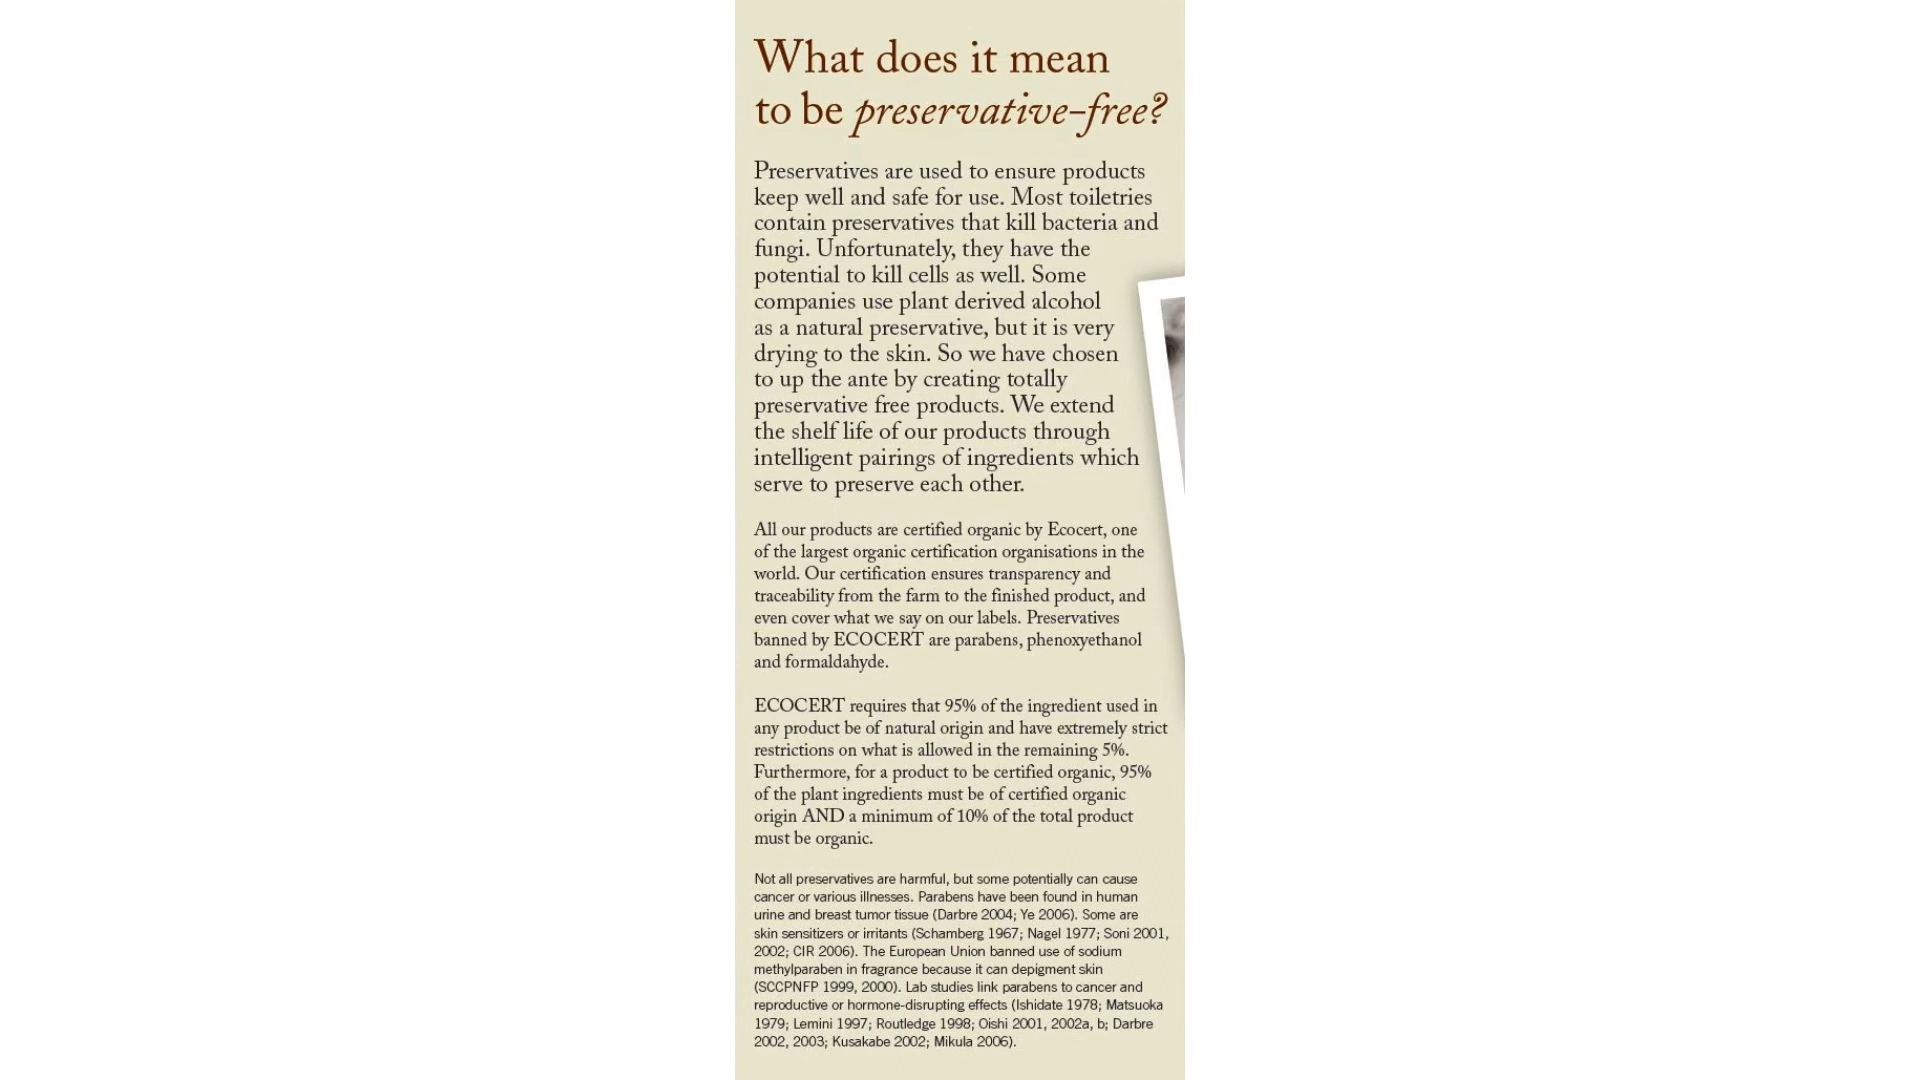 What does it mean
to be preservative-free?
Preservatives are used to ensure products
keep well and safe for use. Most toiletries
contain preservatives that kill bacteria and
fungi. Unfortunately, they have the
potential to kill cells as well. Some
companies use plant derived alcohol
as a natural preservative, but it is very
drying to the skin. So we have chosen
to up the ante by creating totally
preservative free products. We extend
the shelf life of our products through
intelligent pairings of ingredients which
serve to preserve each other.
All our products are certified organic by Ecocert, one
of the largest organic certification organisations in the
world. Our certification ensures transparency and
traceability from the farm to the finished product, and
even cover what we say on our labels. Preservatives
banned by ECOCERT are parabens, phenoxyethanol
and formaldahyde.
ECOCERT requires that 95% of the ingredient used in
any product be of natural origin and have extremely strict
restrictions on what is allowed in the remaining 5%.
Furthermore, for a product to be certified organic, 95%
of the plant ingredients must be of certified organic
origin AND a minimum of 10% of the total product
must be organic.
Not all preservatives are harmful, but some potentially can cause
cancer or various illnesses. Parabens have been found in human
urine and breast tumor tissue (Darbre 2004; Ye 2006). Some are
skin sensitizers or irritants (Schamberg 1967; Nagel 1977; Soni 2001,
2002; CIR 2006). The European Union banned use of sodium
methylparaben in fragrance because it can depigment skin
(SCCPNFP 1999, 2000). Lab studies link parabens to cancer and
reproductive or hormone-disrupting effects (Ishidate 1978; Matsuoka
1979; Lemini 1997; Routledge 1998; Oishi 2001, 2002a, b; Darbre
2002, 2003; Kusakabe 2002; Mikula 2006).